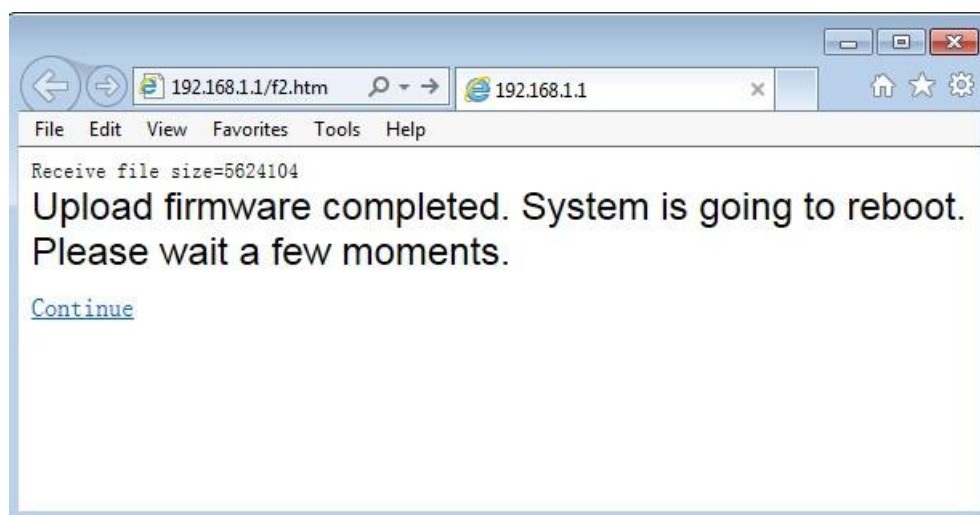 192.168.1.1/f2.htm
192.168.1.1
File Edit View Favorites Tools Help
Receive file size=5624104
Upload firmware completed. System is going to reboot.
Please wait a few moments.
Continue